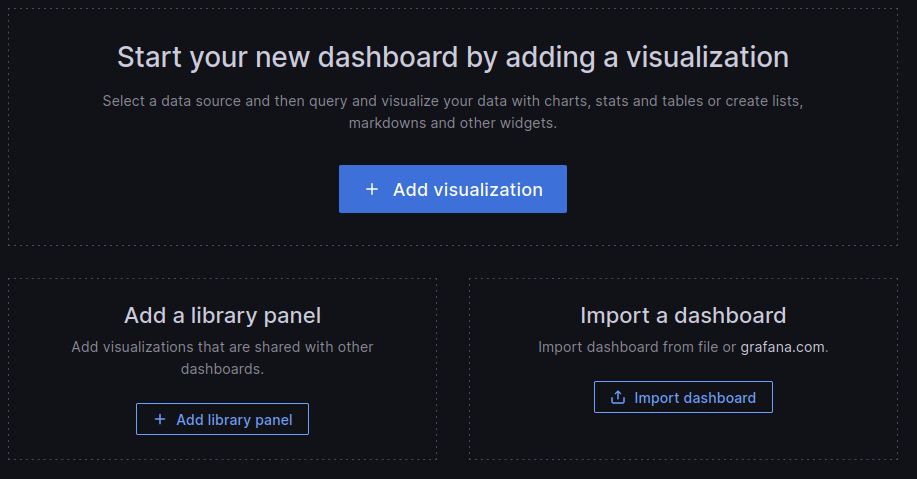 Start your new dashboard by adding a visualization
Select a data source and then query and visualize your data with charts, stats and tables or create lists,
markdowns and other widgets.
Add visualization
Add a library panel
Add visualizations that are shared with other
dashboards.
Add library panel
Import a dashboard
Import dashboard from file or grafana.com.
Import dashboard